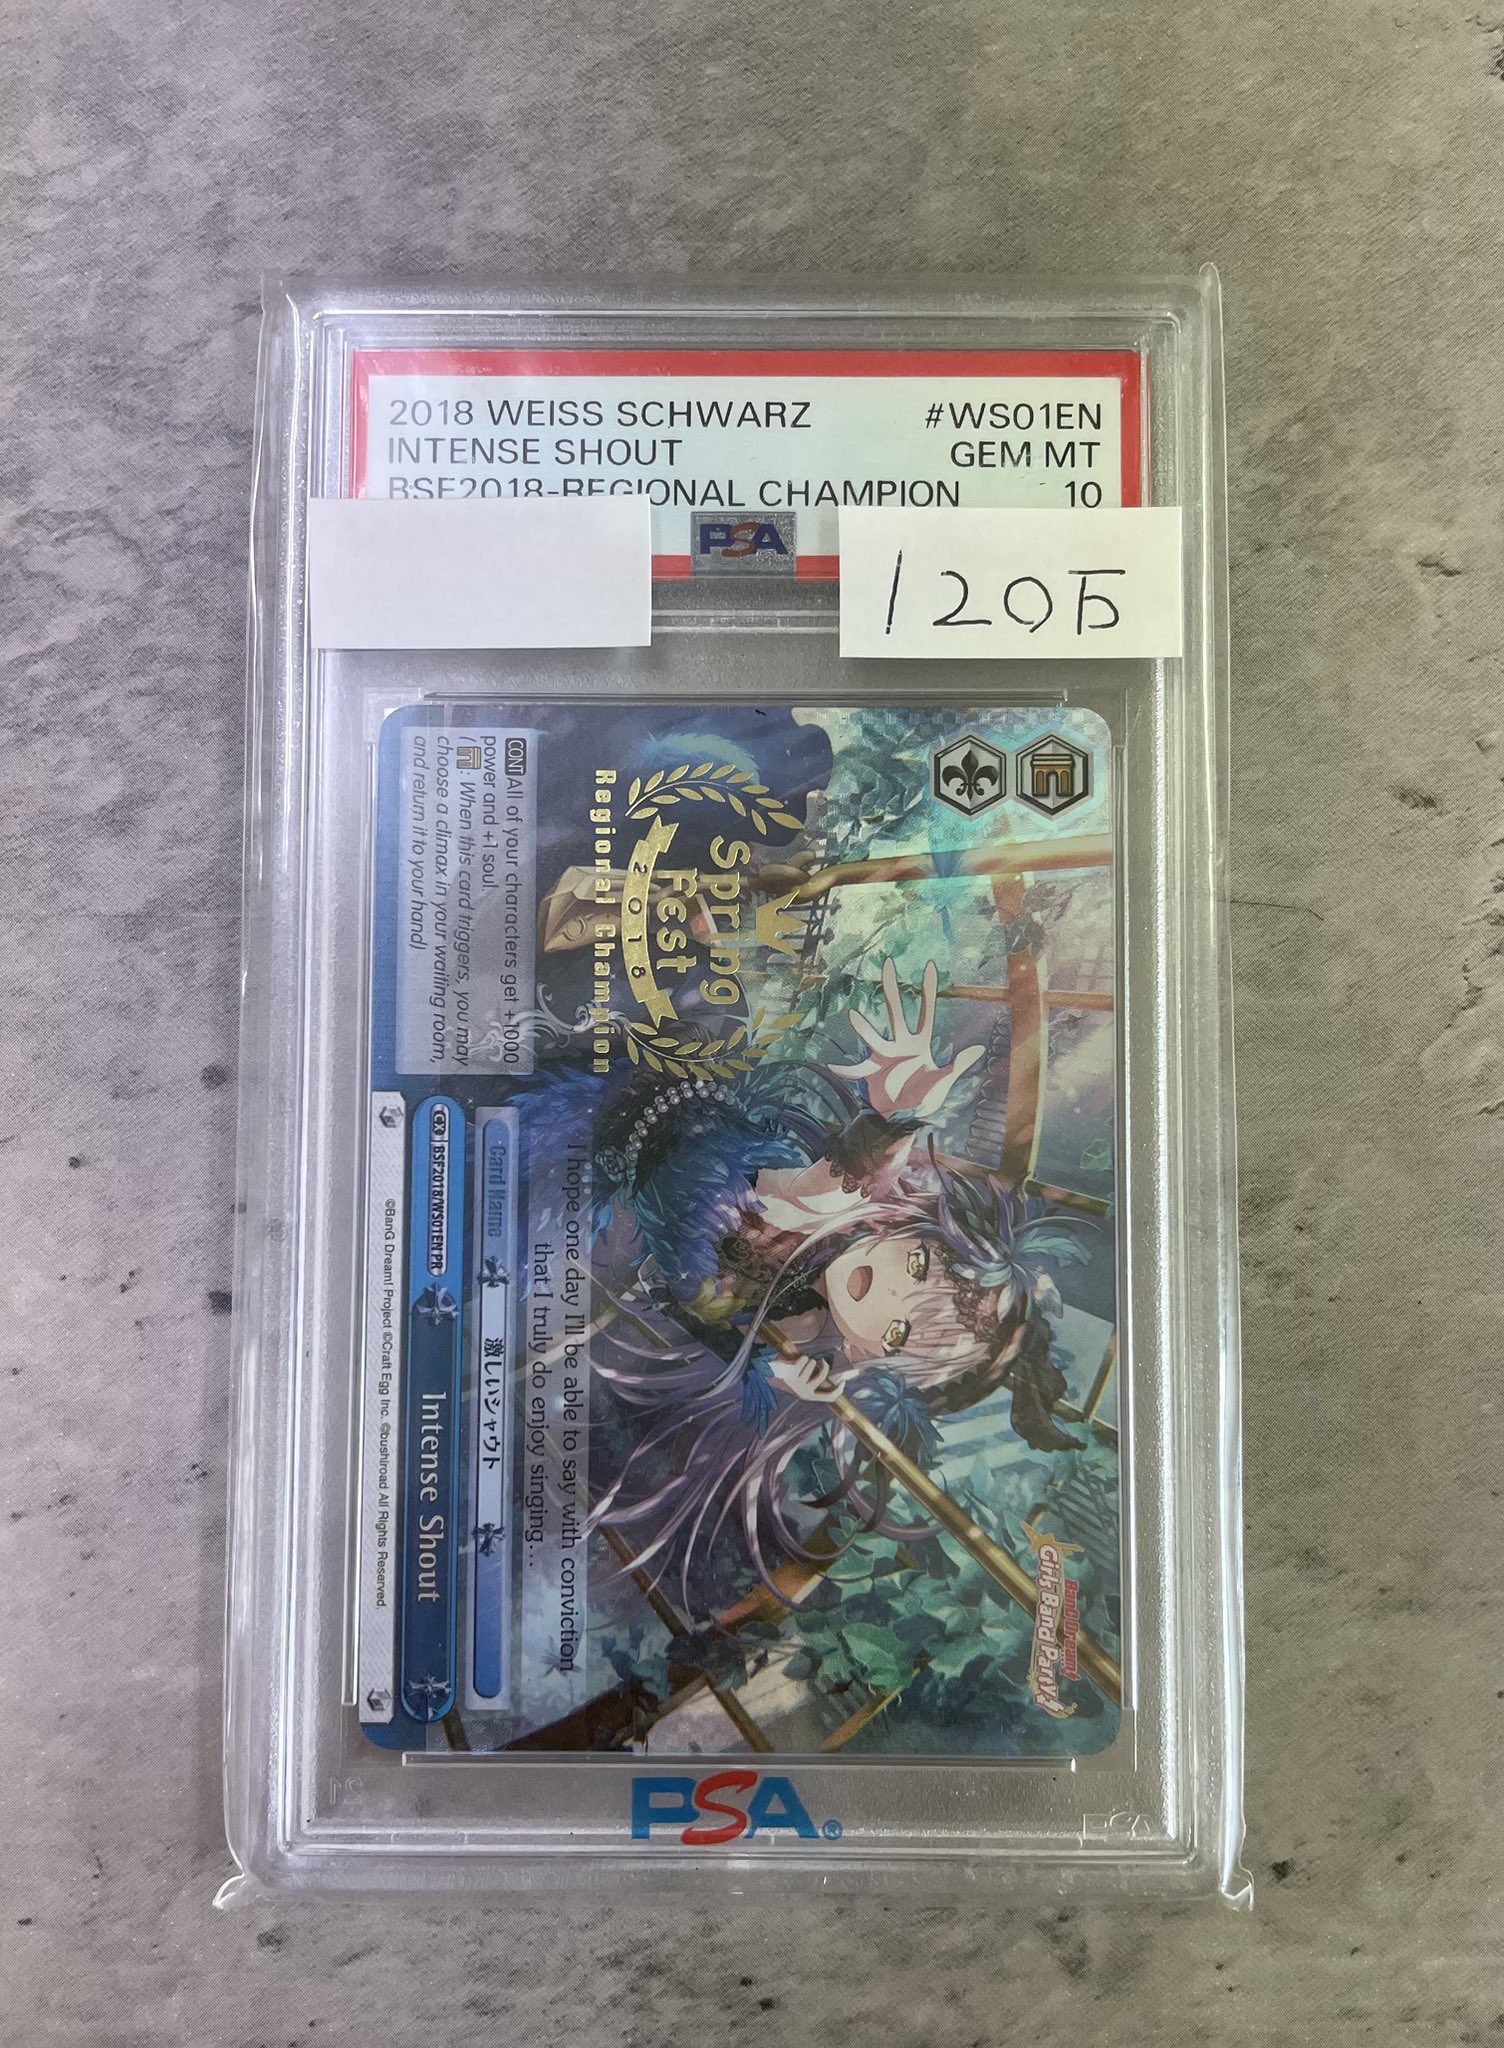 2018 WEISS SCHWARZ #WS01EN
INTENSE SHOUT GEM MT
BSF2018-REGIONAL CHAMPION 10
PSA
120万
CONT All of your characters get +1000
power and +1 soul.
( : When this card triggers, you may
choose a climax in your waiting room,
and return it to your hand)
Spring
Fest
2018
Regional Champion
I hope one day I'll be able to say with conviction
that I truly do enjoy singing...
Card Name
激しいシャウト
CX BSF2018/WS01EN PR
Intense Shout
©BanG Dream! Project ©Craft Egg Inc. ©bushiroad All Rights Reserved.
BanG Dream!
Girls Band Party!
PSA®
PSA